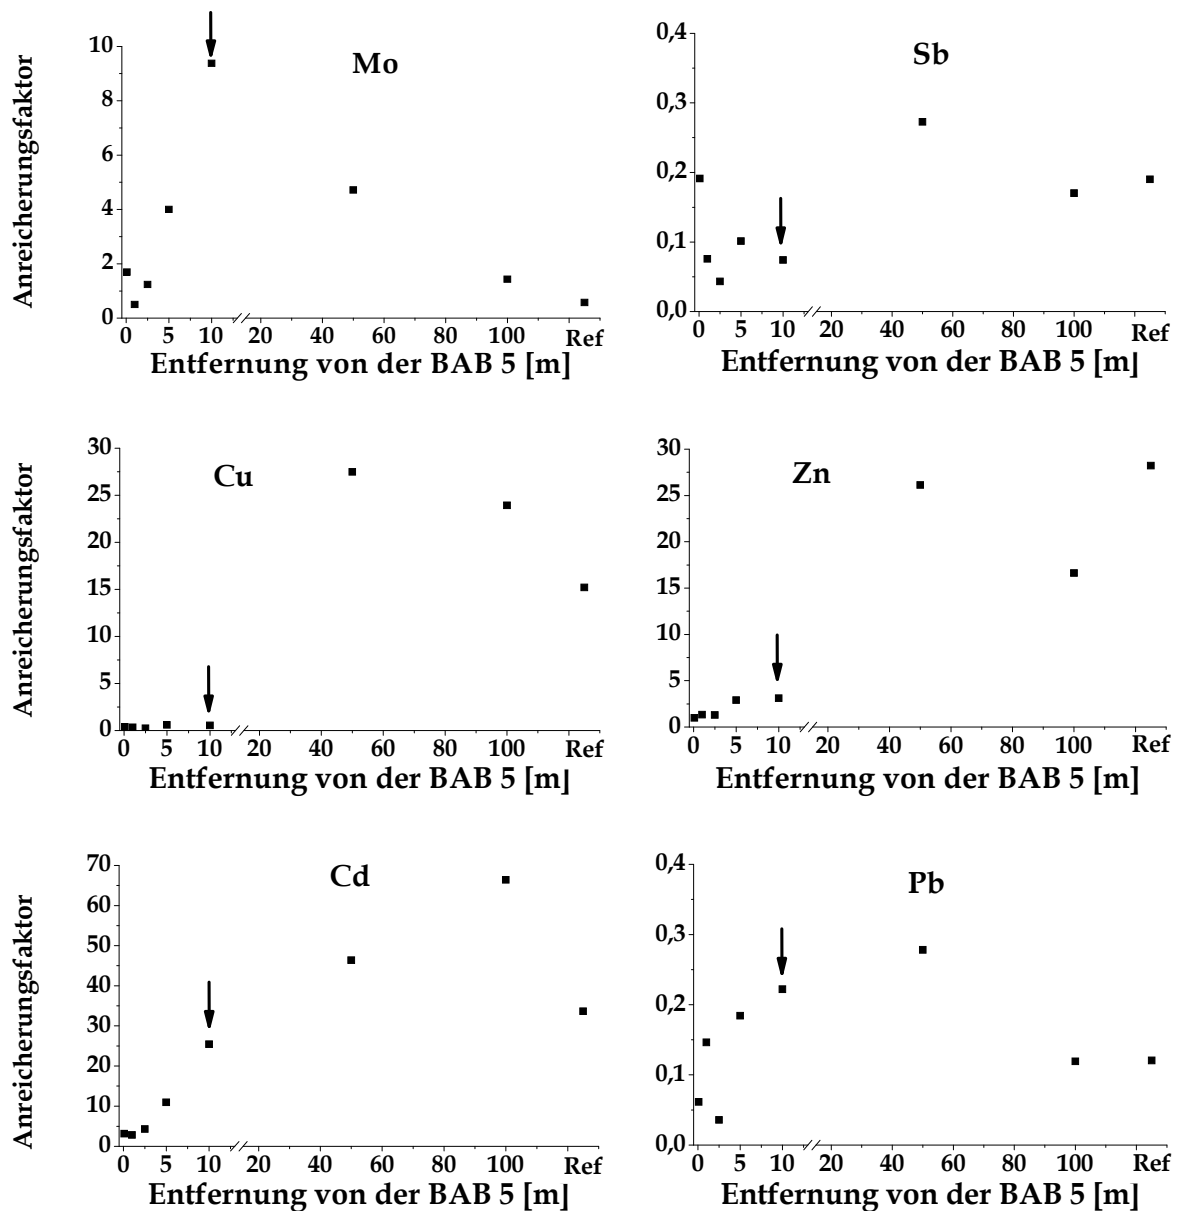 Mo
Anreicherungsfaktor
10
8
6
4
2
0
0 5 10 20 40 60 80 100 Ref
Entfernung von der BAB 5 [m]
Sb
0,4
0,3
0,2
0,1
0,0
0 5 10 20 40 60 80 100 Ref
Entfernung von der BAB 5 [m]
Cu
Anreicherungsfaktor
30
25
20
15
10
5
0
0 5 10 20 40 60 80 100 Ref
Entfernung von der BAB 5 [m]
Zn
30
25
20
15
10
5
0
0 5 10 20 40 60 80 100 Ref
Entfernung von der BAB 5 [m]
Cd
Anreicherungsfaktor
70
60
50
40
30
20
10
0
0 5 10 20 40 60 80 100 Ref
Entfernung von der BAB 5 [m]
Pb
0,4
0,3
0,2
0,1
0,0
0 5 10 20 40 60 80 100 Ref
Entfernung von der BAB 5 [m]